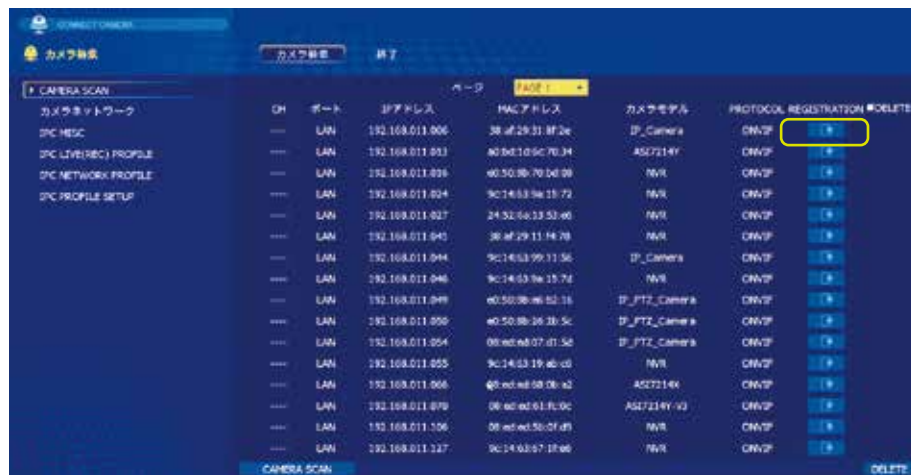 CONNECT CAMERA
カメラ検索
カメラ検索 終了
CAMERA SCAN
ページ PAGE 1
カメラネットワーク
IPC MISC
IPC LIVE(REC) PROFILE
IPC NETWORK PROFILE
IPC PROFILE SETUP
CH ポート IPアドレス MACアドレス カメラモデル PROTOCOL REGISTRATION ■DELETE
---- LAN 192.168.011.006 IP_Camera ONVIF
---- LAN 192.168.011.013 ASI7214Y ONVIF
---- LAN 192.168.011.016 NVR ONVIF
---- LAN 192.168.011.024 NVR ONVIF
---- LAN 192.168.011.027 NVR ONVIF
---- LAN 192.168.011.041 NVR ONVIF
---- LAN 192.168.011.044 IP_Camera ONVIF
---- LAN 192.168.011.046 NVR ONVIF
---- LAN 192.168.011.049 IP_PTZ_Camera ONVIF
---- LAN 192.168.011.050 IP_PTZ_Camera ONVIF
---- LAN 192.168.011.054 IP_PTZ_Camera ONVIF
---- LAN 192.168.011.055 NVR ONVIF
---- LAN 192.168.011.066 ASI7214X ONVIF
---- LAN 192.168.011.078 ASI7214Y-V3 ONVIF
---- LAN 192.168.011.106 NVR ONVIF
---- LAN 192.168.011.127 NVR ONVIF
CAMERA SCAN DELETE